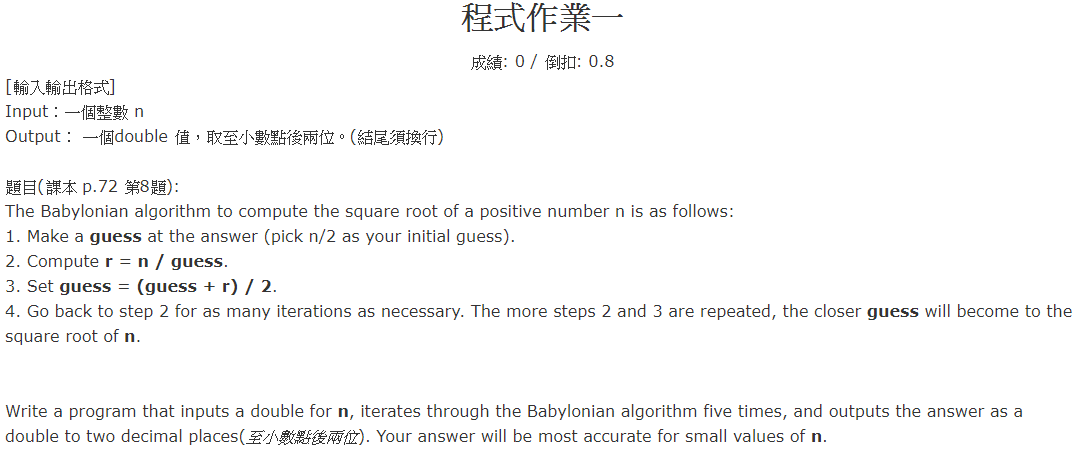 程式作業一
成績: 0 / 倒扣: 0.8
[輸入輸出格式]
Input：一個整數 n
Output： 一個double 值，取至小數點後兩位。(結尾須換行)
題目(課本 p.72 第8題):
The Babylonian algorithm to compute the square root of a positive number n is as follows:
1. Make a guess at the answer (pick n/2 as your initial guess).
2. Compute r = n / guess.
3. Set guess = (guess + r) / 2.
4. Go back to step 2 for as many iterations as necessary. The more steps 2 and 3 are repeated, the closer guess will become to the
square root of n.
Write a program that inputs a double for n, iterates through the Babylonian algorithm five times, and outputs the answer as a
double to two decimal places(至小數點後兩位). Your answer will be most accurate for small values of n.